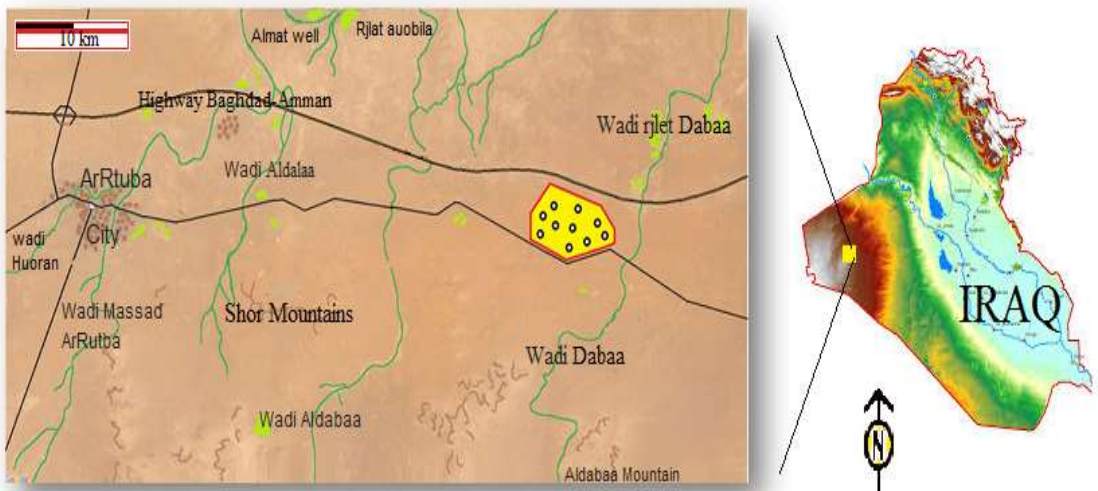 10 km
Almat well
Rjlat auobila
Highway Baghdad-Amman
Wadi rjlet Dabaa
Wadi Aldalaa
ArRtuba
City
wadi
Huoran
Wadi Massad
ArRutba
Shor Mountains
Wadi Dabaa
Wadi Aldabaa
Aldabaa Mountain
IRAQ
N